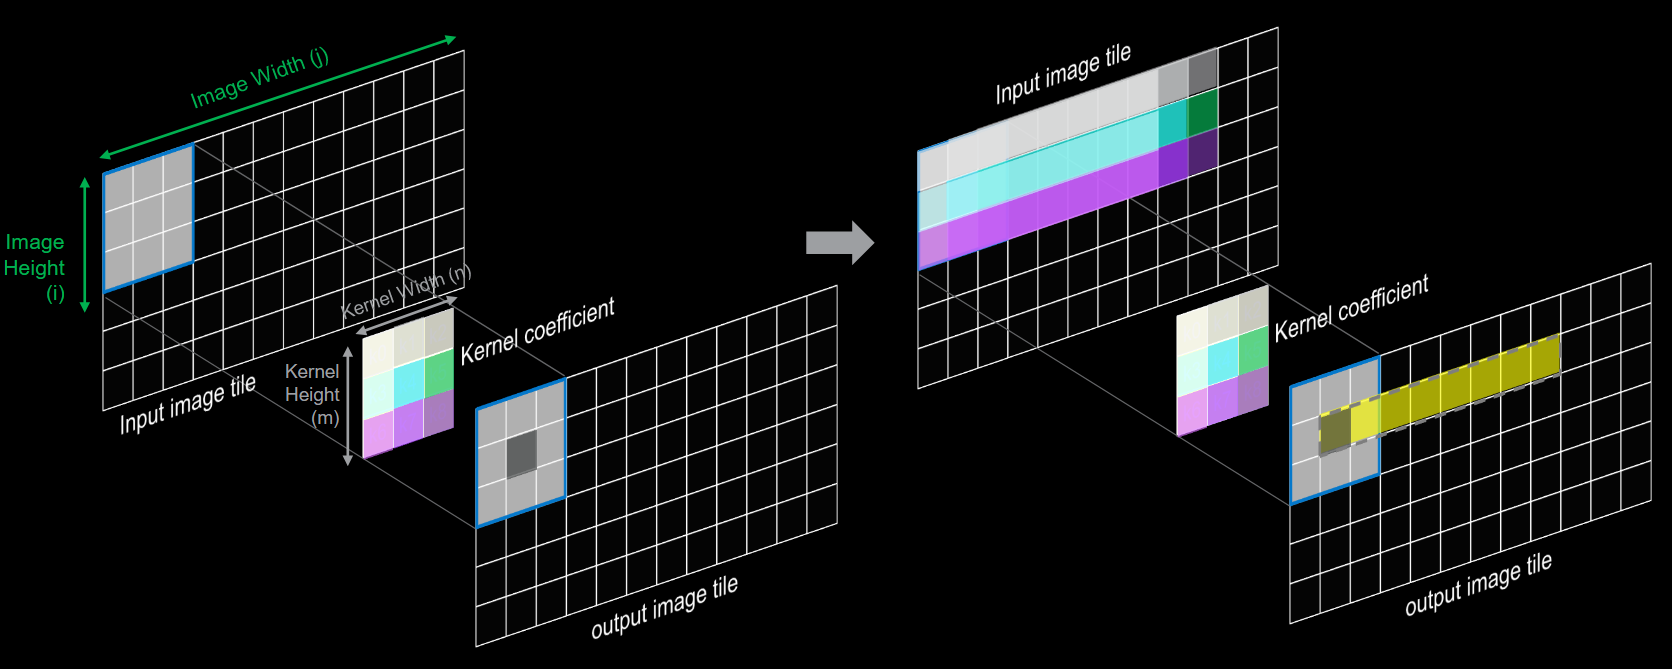 Image Width (j)
Image
Height
(i)
Input image tile
Kernel Width (n)
Kernel
Height
(m)
Kernel coefficient
output image tile
Input image tile
Kernel coefficient
output image tile